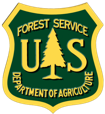 FOREST SERVICE
U S
DEPARTMENT OF AGRICULTURE